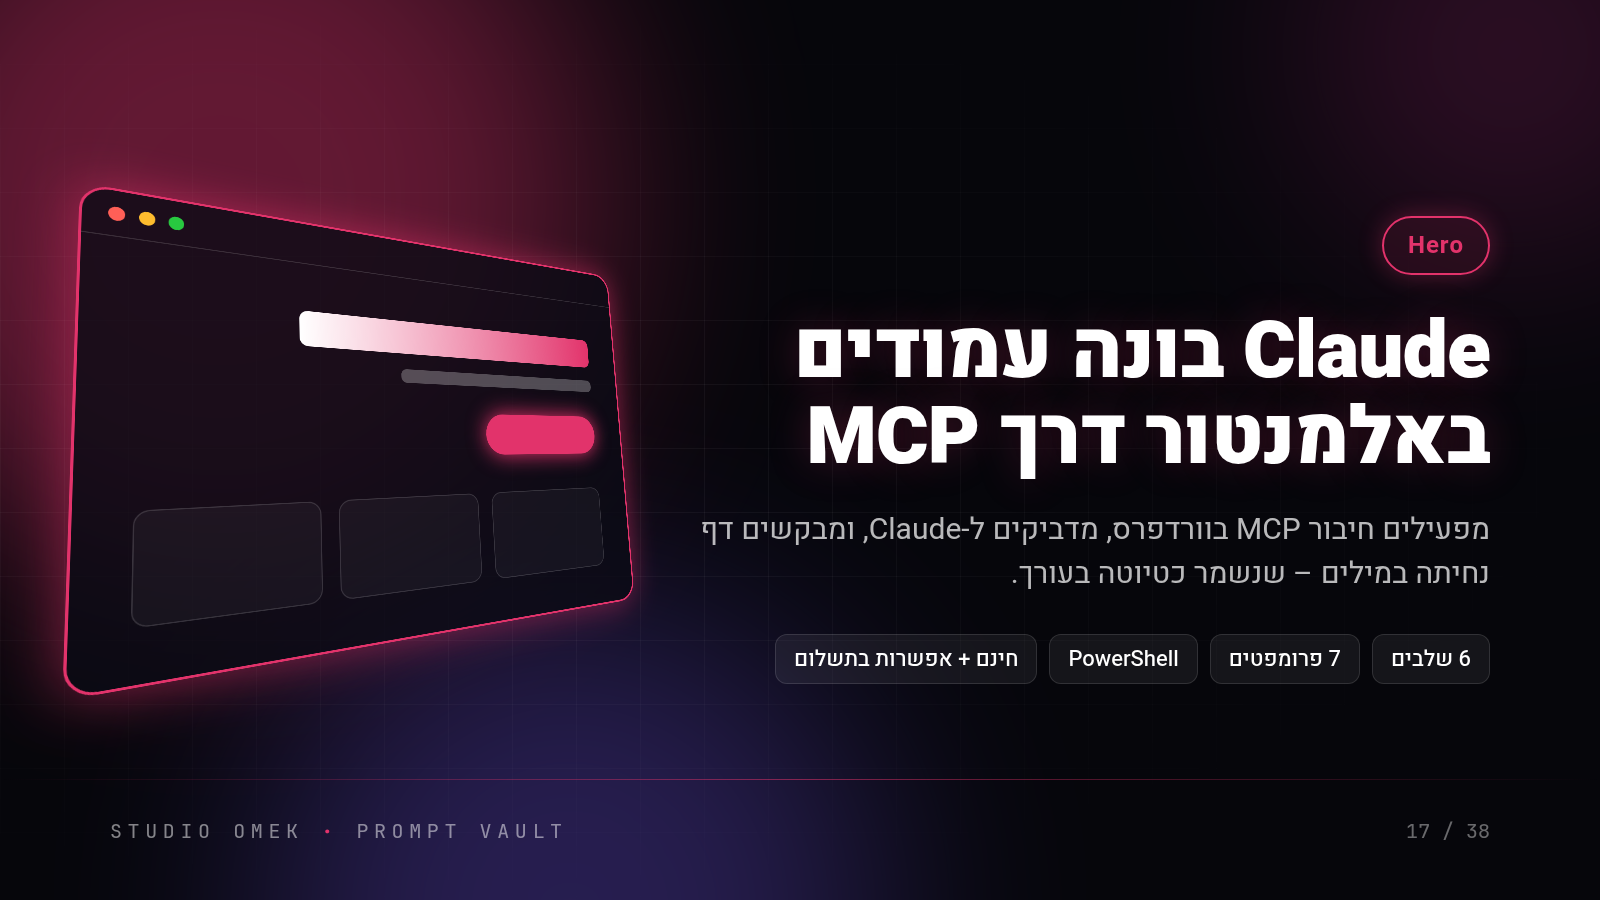 Hero
Claude בונה עמודים
באלמנטור דרך MCP
מפעילים חיבור MCP בוורדפרס, מדביקים ל-Claude, ומבקשים דף
נחיתה במילים – שנשמר כטיוטה בעורך.
6 שלבים
7 פרומפטים
PowerShell
חינם + אפשרות בתשלום
STUDIO OMEK · PROMPT VAULT
17 / 38